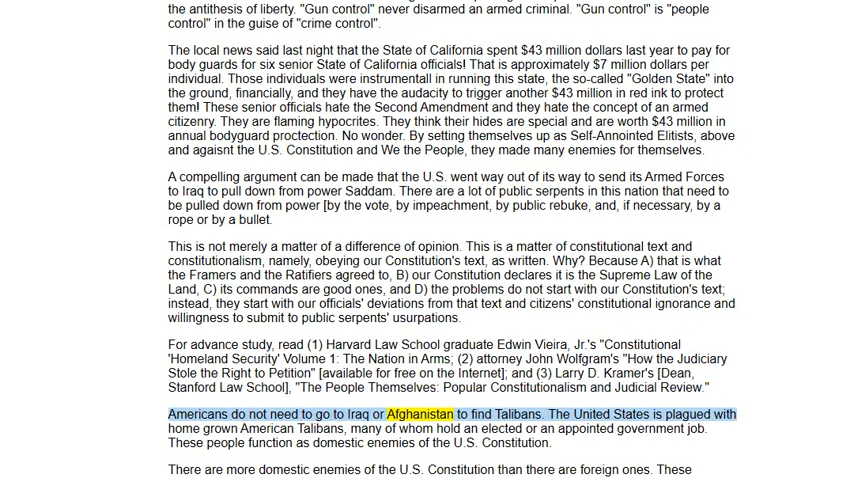 the antithesis of liberty. "Gun control" never disarmed an armed criminal. "Gun control" is "people
control" in the guise of "crime control".
The local news said last night that the State of California spent $43 million dollars last year to pay for
body guards for six senior State of California officials! That is approximately $7 million dollars per
individual. Those individuals were instrumentall in running this state, the so-called "Golden State" into
the ground, financially, and they have the audacity to trigger another $43 million in red ink to protect
them! These senior officials hate the Second Amendment and they hate the concept of an armed
citizenry. They are flaming hypocrites. They think their hides are special and are worth $43 million in
annual bodyguard proctection. No wonder. By setting themselves up as Self-Annointed Elitists, above
and agaisnt the U.S. Constitution and We the People, they made many enemies for themselves.
A compelling argument can be made that the U.S. went way out of its way to send its Armed Forces
to Iraq to pull down from power Saddam. There are a lot of public serpents in this nation that need to
be pulled down from power [by the vote, by impeachment, by public rebuke, and, if necessary, by a
rope or by a bullet.
This is not merely a matter of a difference of opinion. This is a matter of constitutional text and
constitutionalism, namely, obeying our Constitution's text, as written. Why? Because A) that is what
the Framers and the Ratifiers agreed to, B) our Constitution declares it is the Supreme Law of the
Land, C) its commands are good ones, and D) the problems do not start with our Constitution's text;
instead, they start with our officials' deviations from that text and citizens' constitutional ignorance and
willingness to submit to public serpents' usurpations.
For advance study, read (1) Harvard Law School graduate Edwin Vieira, Jr.'s "Constitutional
'Homeland Security' Volume 1: The Nation in Arms; (2) attorney John Wolfgram's "How the Judiciary
Stole the Right to Petition" [available for free on the Internet]; and (3) Larry D. Kramer's [Dean,
Stanford Law School], "The People Themselves: Popular Constitutionalism and Judicial Review."
Americans do not need to go to Iraq or Afghanistan to find Talibans. The United States is plagued with
home grown American Talibans, many of whom hold an elected or an appointed government job.
These people function as domestic enemies of the U.S. Constitution.
There are more domestic enemies of the U.S. Constitution than there are foreign ones. These